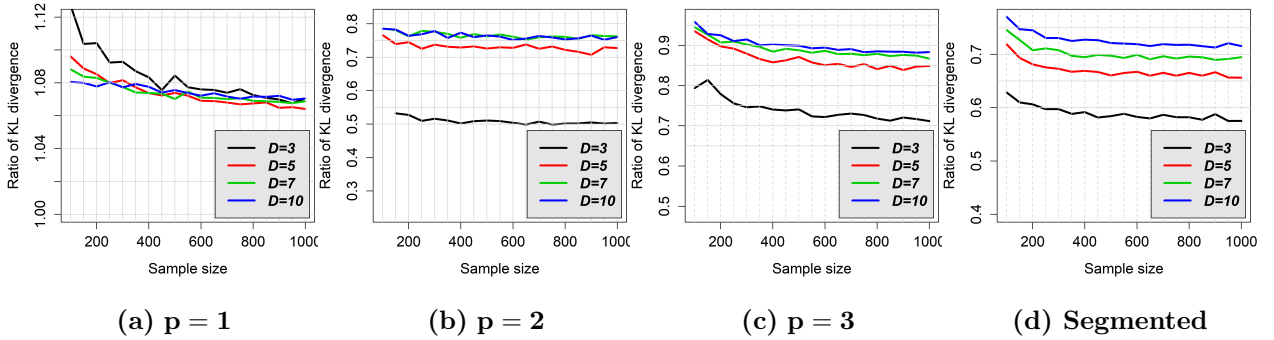 Ratio of KL divergence
1.00 1.04 1.08 1.12
200 400 600 800 1000
Sample size
D=3
D=5
D=7
D=10
(a) p = 1
Ratio of KL divergence
0.3 0.4 0.5 0.6 0.7 0.8
200 400 600 800 1000
Sample size
D=3
D=5
D=7
D=10
(b) p = 2
Ratio of KL divergence
0.5 0.6 0.7 0.8 0.9
200 400 600 800 1000
Sample size
D=3
D=5
D=7
D=10
(c) p = 3
Ratio of KL divergence
0.4 0.5 0.6 0.7
200 400 600 800 1000
Sample size
D=3
D=5
D=7
D=10
(d) Segmented